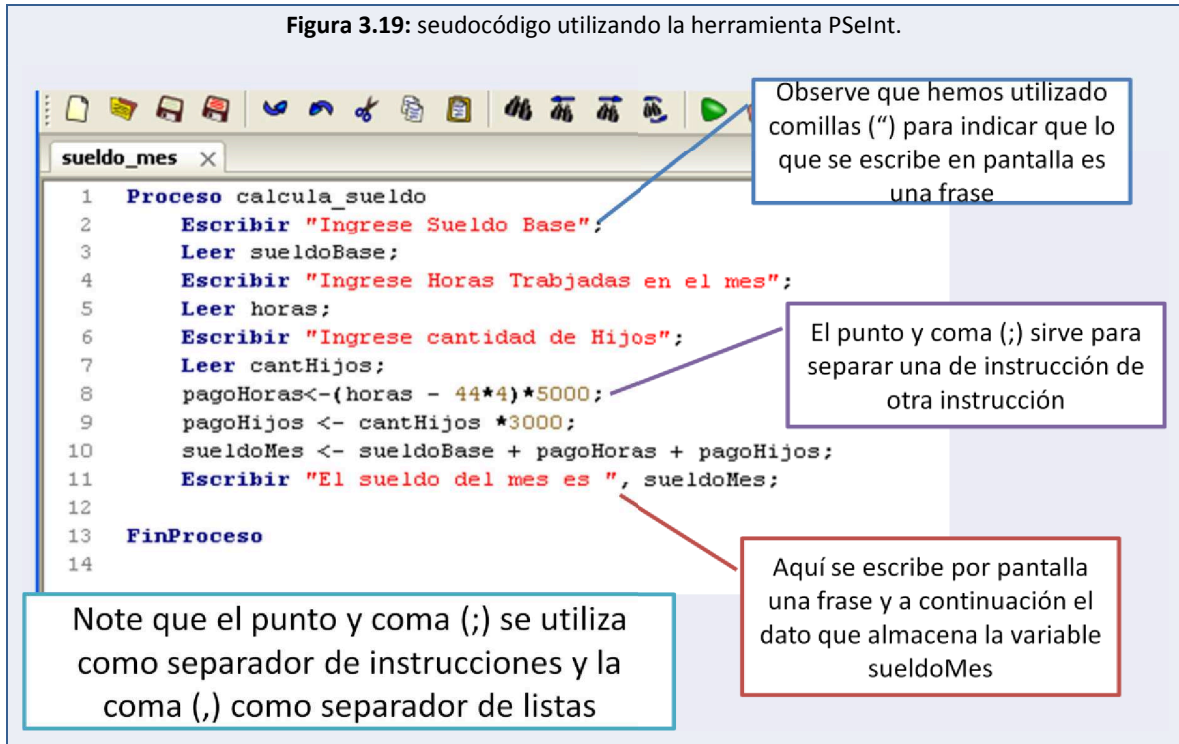 Figura 3.19: seudocódigo utilizando la herramienta PSeInt.
Observe que hemos utilizado
comillas (") para indicar que lo
que se escribe en pantalla es
una frase
sueldo_mes
1 Proceso calcula_sueldo
2 Escribir "Ingrese Sueldo Base";
3 Leer sueldoBase;
4 Escribir "Ingrese Horas Trabjadas en el mes";
5 Leer horas;
6 Escribir "Ingrese cantidad de Hijos";
7 Leer cantHijos;
8 pagoHoras<-(horas - 44*4)*5000;
9 pagoHijos <- cantHijos *3000;
10 sueldoMes <- sueldoBase + pagoHoras + pagoHijos;
11 Escribir "El sueldo del mes es ", sueldoMes;
12
13 FinProceso
14
El punto y coma (;) sirve para
separar una de instrucción de
otra instrucción
Aquí se escribe por pantalla
una frase y a continuación el
dato que almacena la variable
sueldoMes
Note que el punto y coma (;) se utiliza
como separador de instrucciones y la
coma (,) como separador de listas